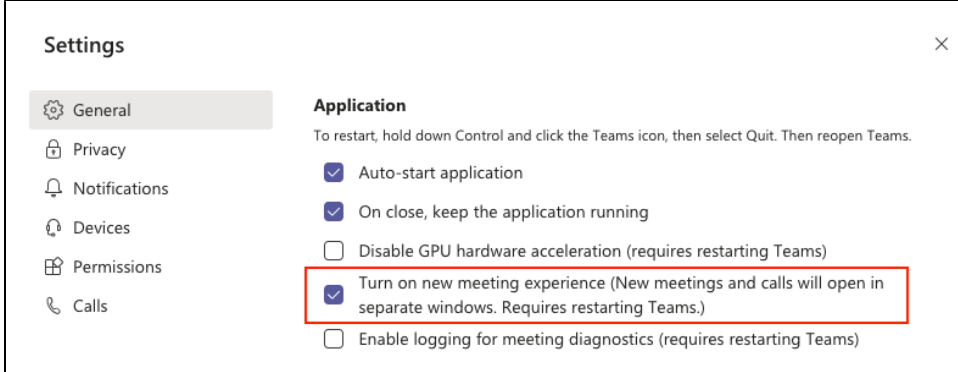 Settings
General
Privacy
Notifications
Devices
Permissions
Calls
Application
To restart, hold down Control and click the Teams icon, then select Quit. Then reopen Teams.
Auto-start application
On close, keep the application running
Disable GPU hardware acceleration (requires restarting Teams)
Turn on new meeting experience (New meetings and calls will open in
separate windows. Requires restarting Teams.)
Enable logging for meeting diagnostics (requires restarting Teams)